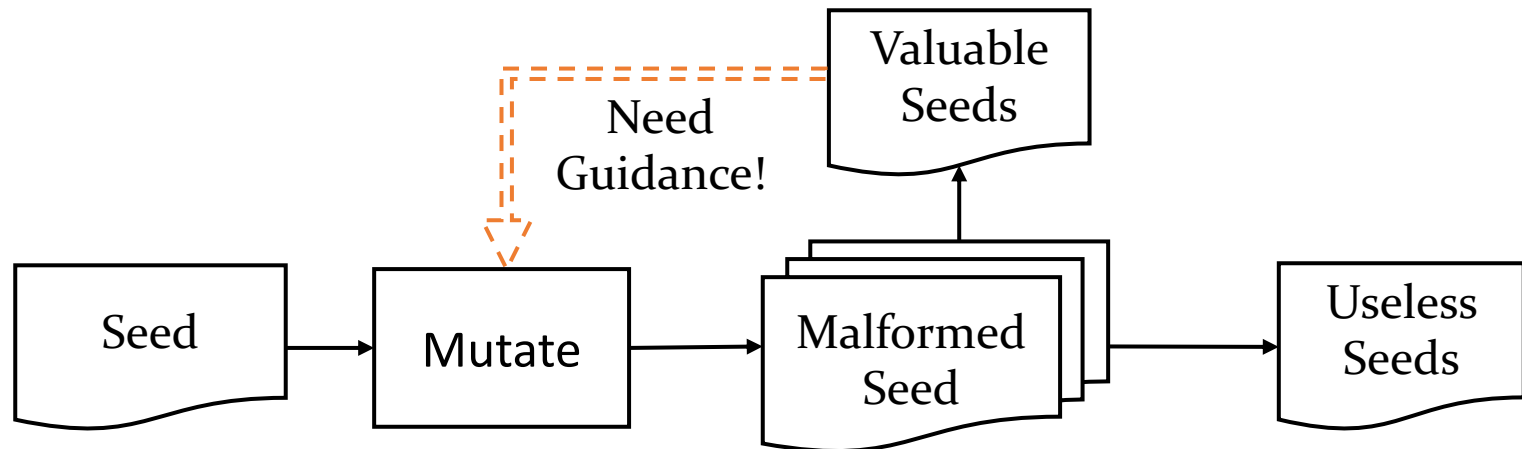 Valuable
Seeds
Need
Guidance!
Seed
Mutate
Malformed
Seed
Useless
Seeds